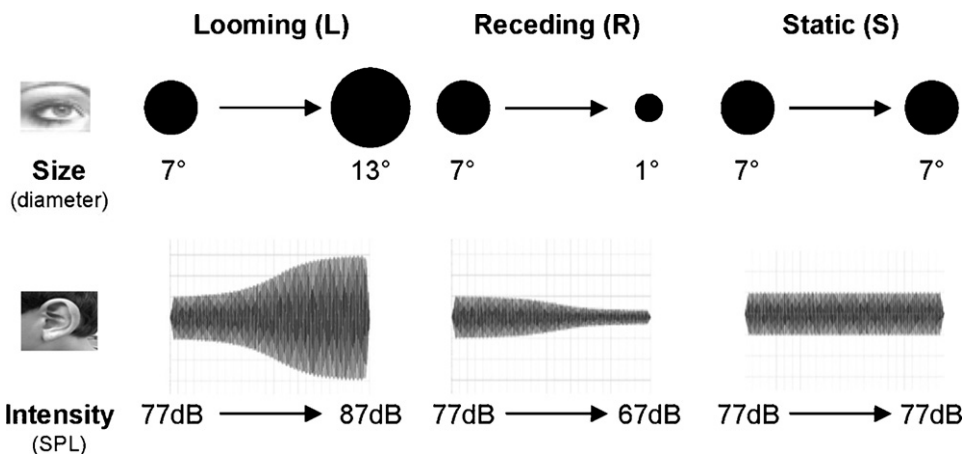 Looming (L) Receding (R) Static (S)
Size 7° 13° 7° 1° 7° 7°
(diameter)
Intensity 77dB 87dB 77dB 67dB 77dB 77dB
(SPL)